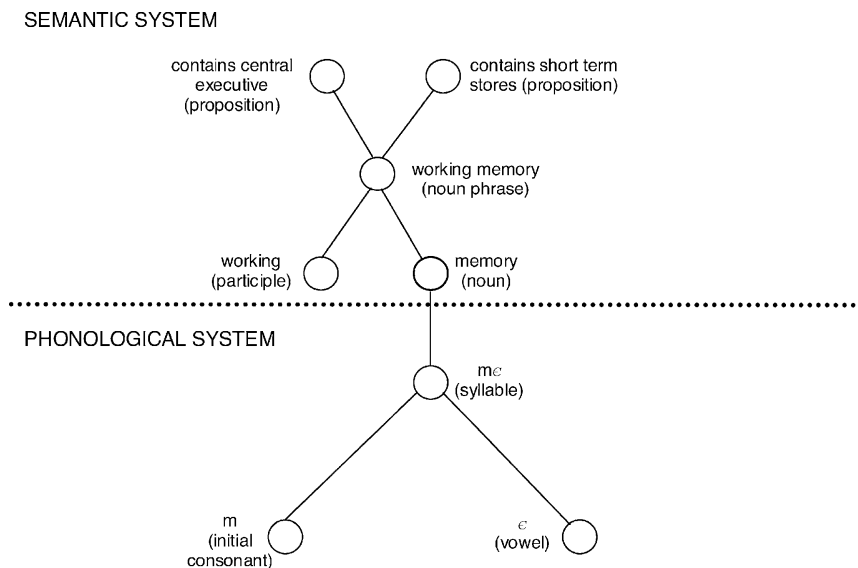 SEMANTIC SYSTEM
contains central
executive
(proposition)
contains short term
stores (proposition)
working memory
(noun phrase)
working
(participle)
memory
(noun)
PHONOLOGICAL SYSTEM
mϵ
(syllable)
m
(initial
consonant)
ϵ
(vowel)